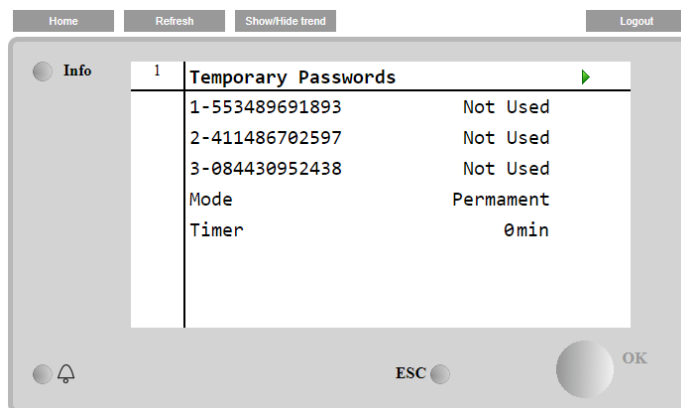 Home Refresh Show/Hide trend Logout
Info
1 Temporary Passwords
1-553489691893 Not Used
2-411486702597 Not Used
3-084430952438 Not Used
Mode Permament
Timer 0min
ESC OK